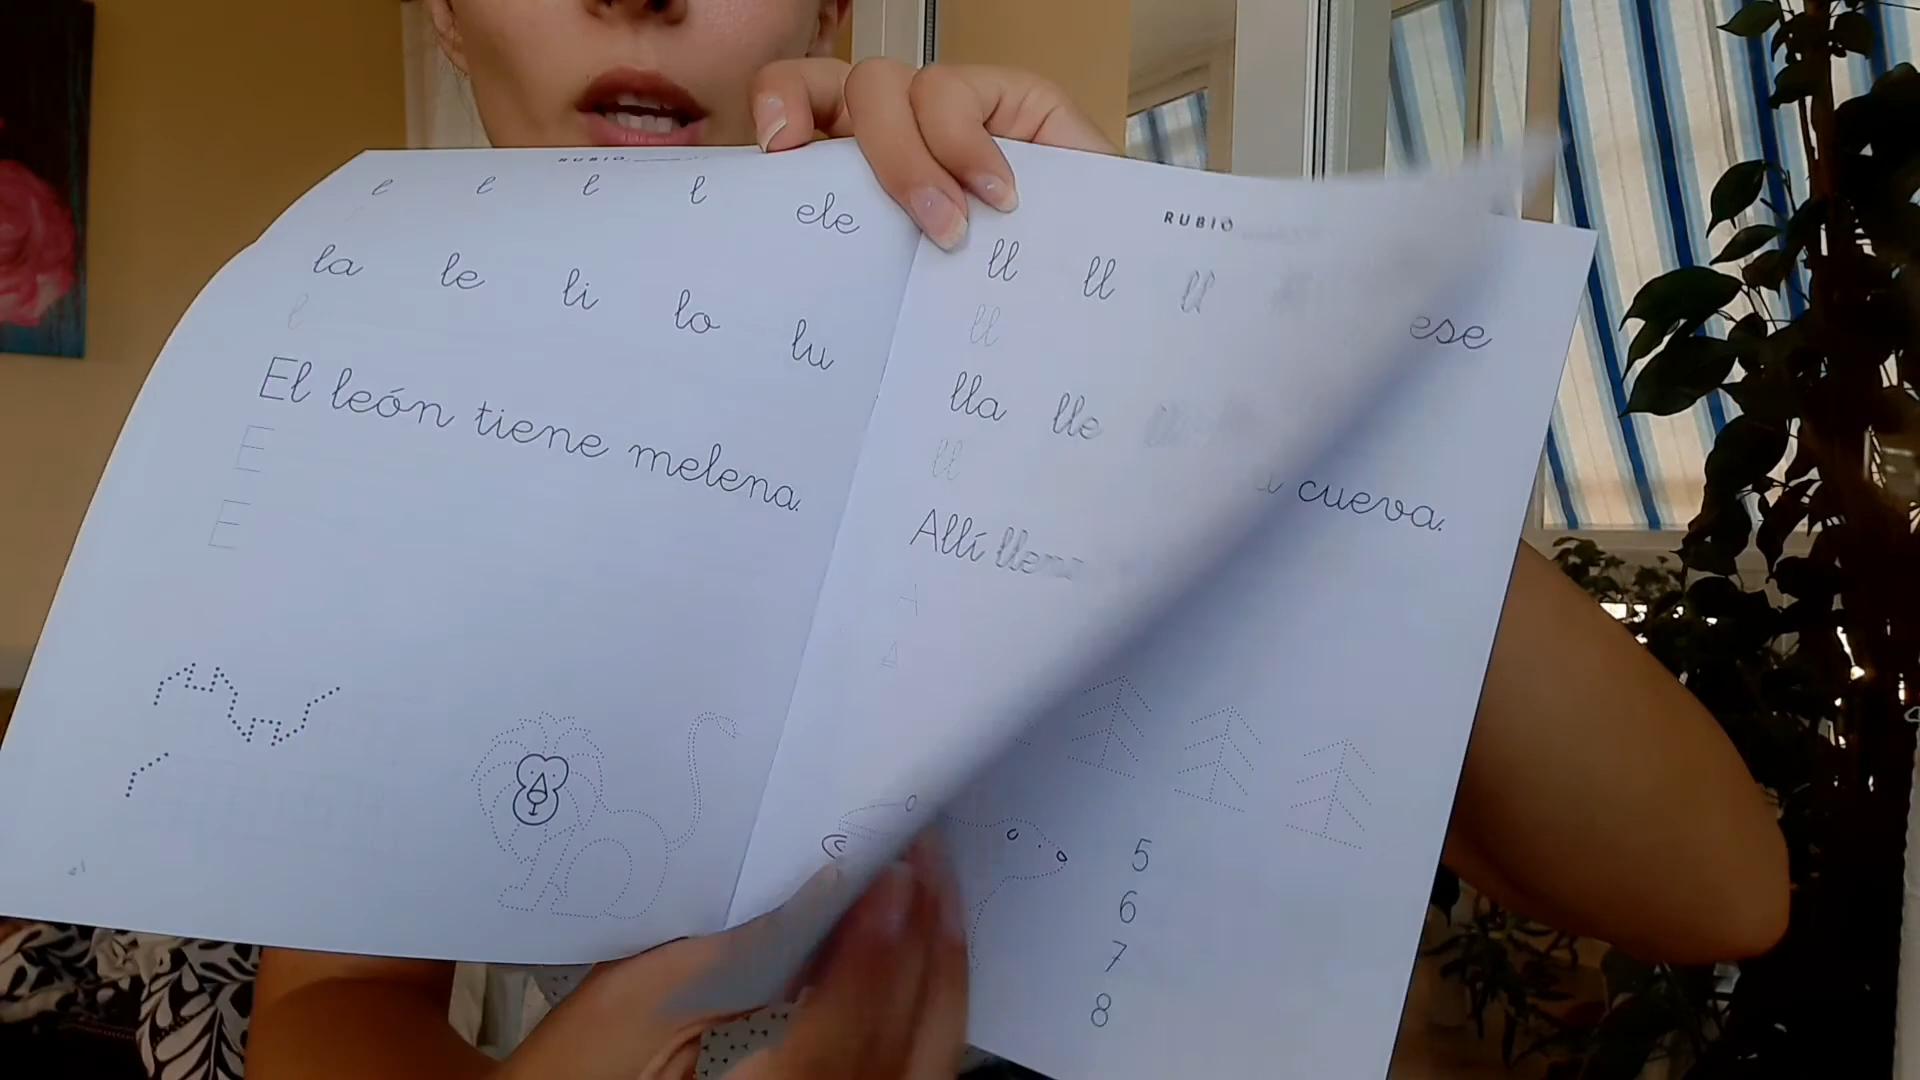 RUBIO
l l l l ele
la le li lo lu
l
El león tiene melena.
E
E
RUBIO
ll ll ll
ll
lla lle
ll
Allí
A
A
ese
cueva.
5
6
7
8